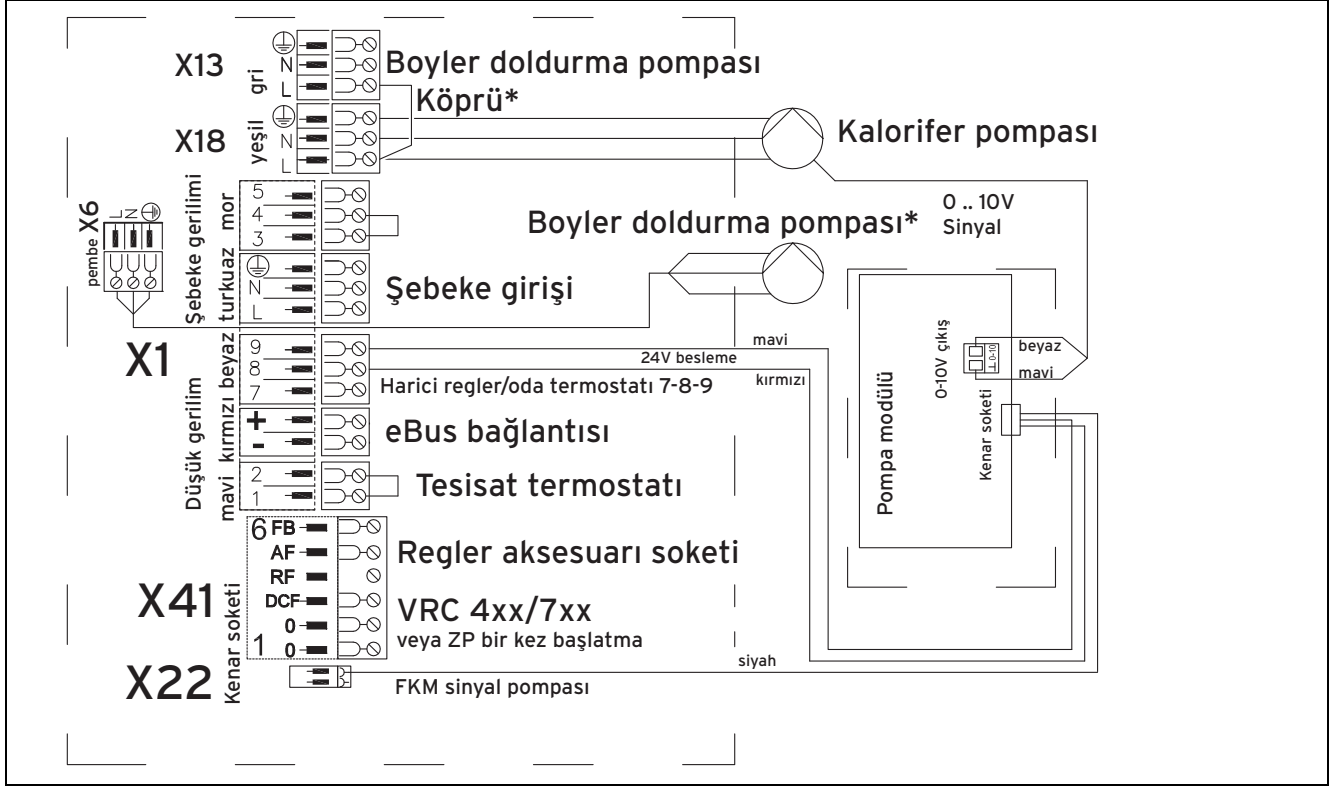 X13
gri
N
L
Boyler doldurma pompası
Köprü*
X18
yeşil
N
L
Kalorifer pompası
0 .. 10V
Sinyal
pembe X6
L
N
Şebeke gerilimi
mor
5
4
3
Boyler doldurma pompası*
turkuaz
N
L
Şebeke girişi
X1
Düşük gerilim
beyaz
9
8
7
mavi
24V besleme
kırmızı
Harici regler/oda termostatı 7-8-9
kırmızı
+
-
eBus bağlantısı
mavi
2
1
Tesisat termostatı
Pompa modülü
0-10V çıkış
0-10
beyaz
mavi
Kenar soketi
X41
Kenar soketi
6 FB
AF
RF
DCF
0
1 0
Regler aksesuarı soketi
VRC 4xx/7xx
veya ZP bir kez başlatma
X22
siyah
FKM sinyal pompası